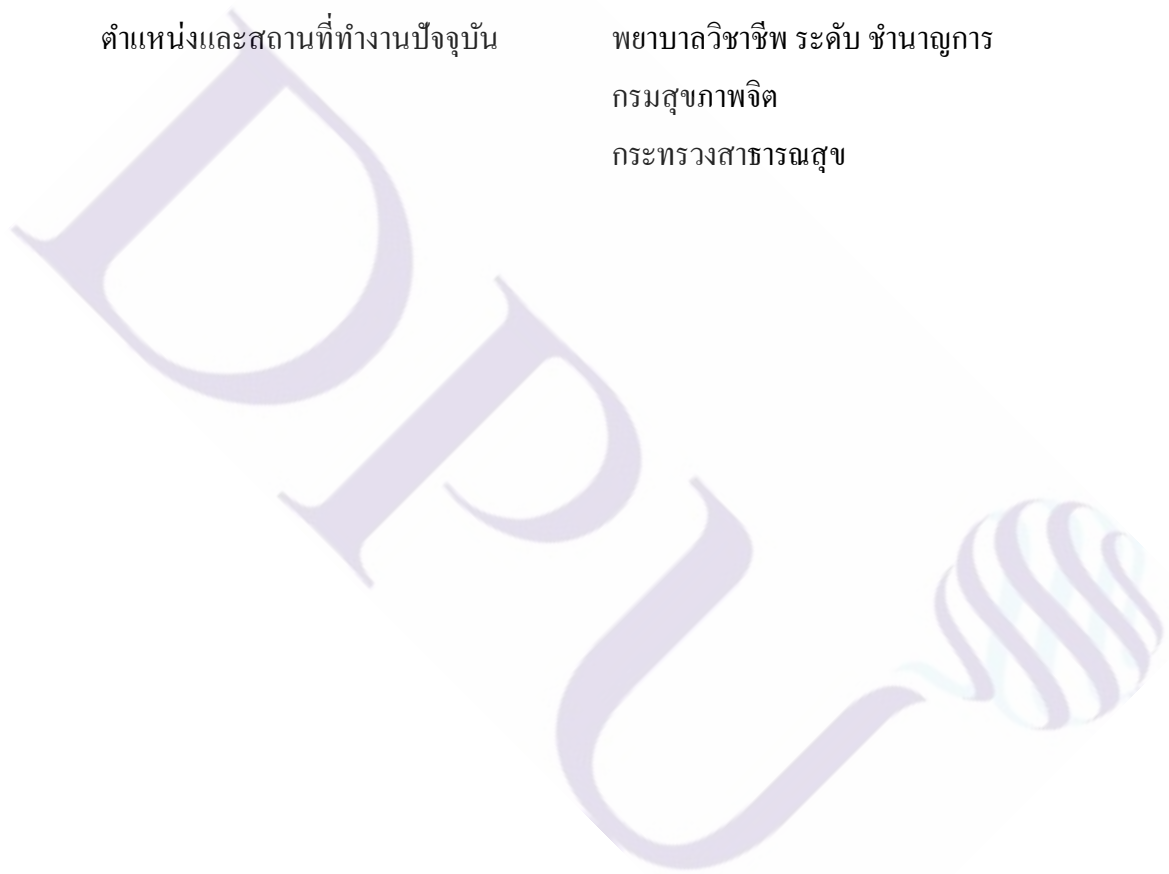 ตำแหน่งและสถานที่ทำงานปัจจุบัน พยาบาลวิชาชีพ ระดับ ชำนาญการ
กรมสุขภาพจิต
กระทรวงสาธารณสุข
DPU